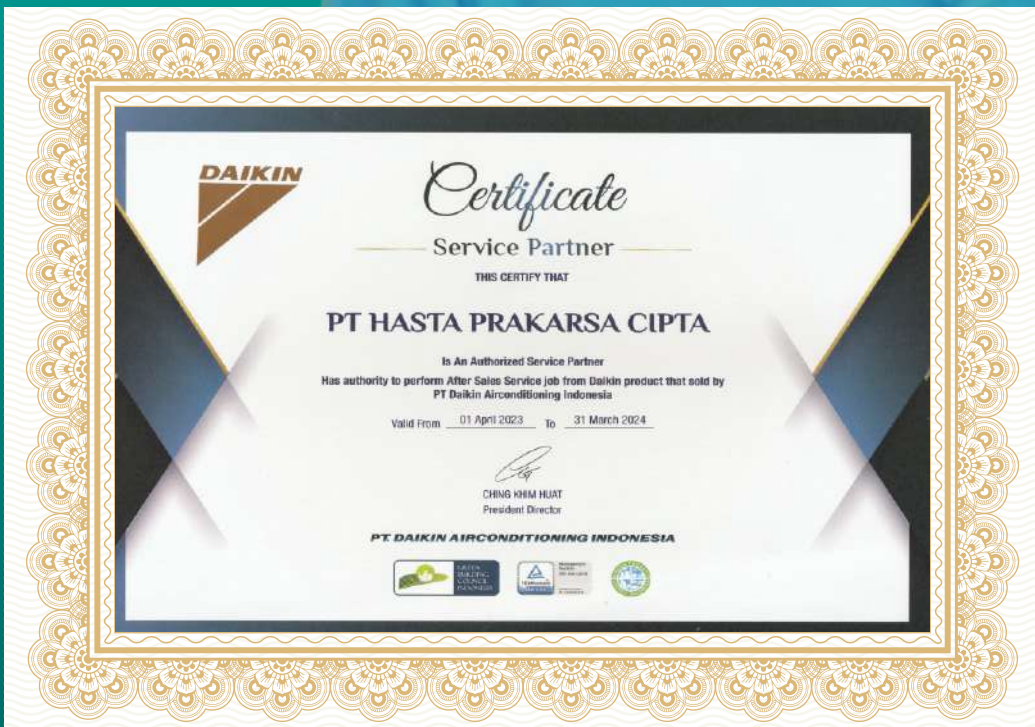 DAIKIN
Certificate
Service Partner
THIS CERTIFY THAT
PT HASTA PRAKARSA CIPTA
Is An Authorized Service Partner
Has authority to perform After Sales Service job from Daikin product that sold by
PT Daikin Airconditioning Indonesia
Valid From 01 April 2023 To 31 March 2024
CHING KHIM HUAT
President Director
PT. DAIKIN AIRCONDITIONING INDONESIA
GREEN
BUILDING
COUNCIL
INDONESIA